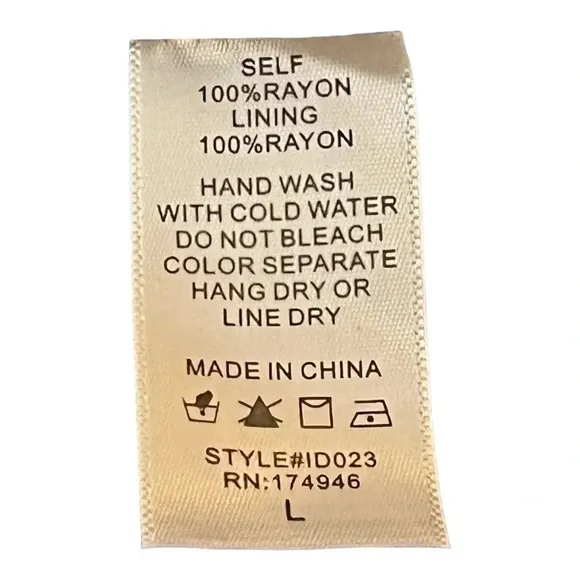 SELF
100%RAYON
LINING
100%RAYON
HAND WASH
WITH COLD WATER
DO NOT BLEACH
COLOR SEPARATE
HANG DRY OR
LINE DRY
MADE IN CHINA
STYLE#ID023
RN:174946
L